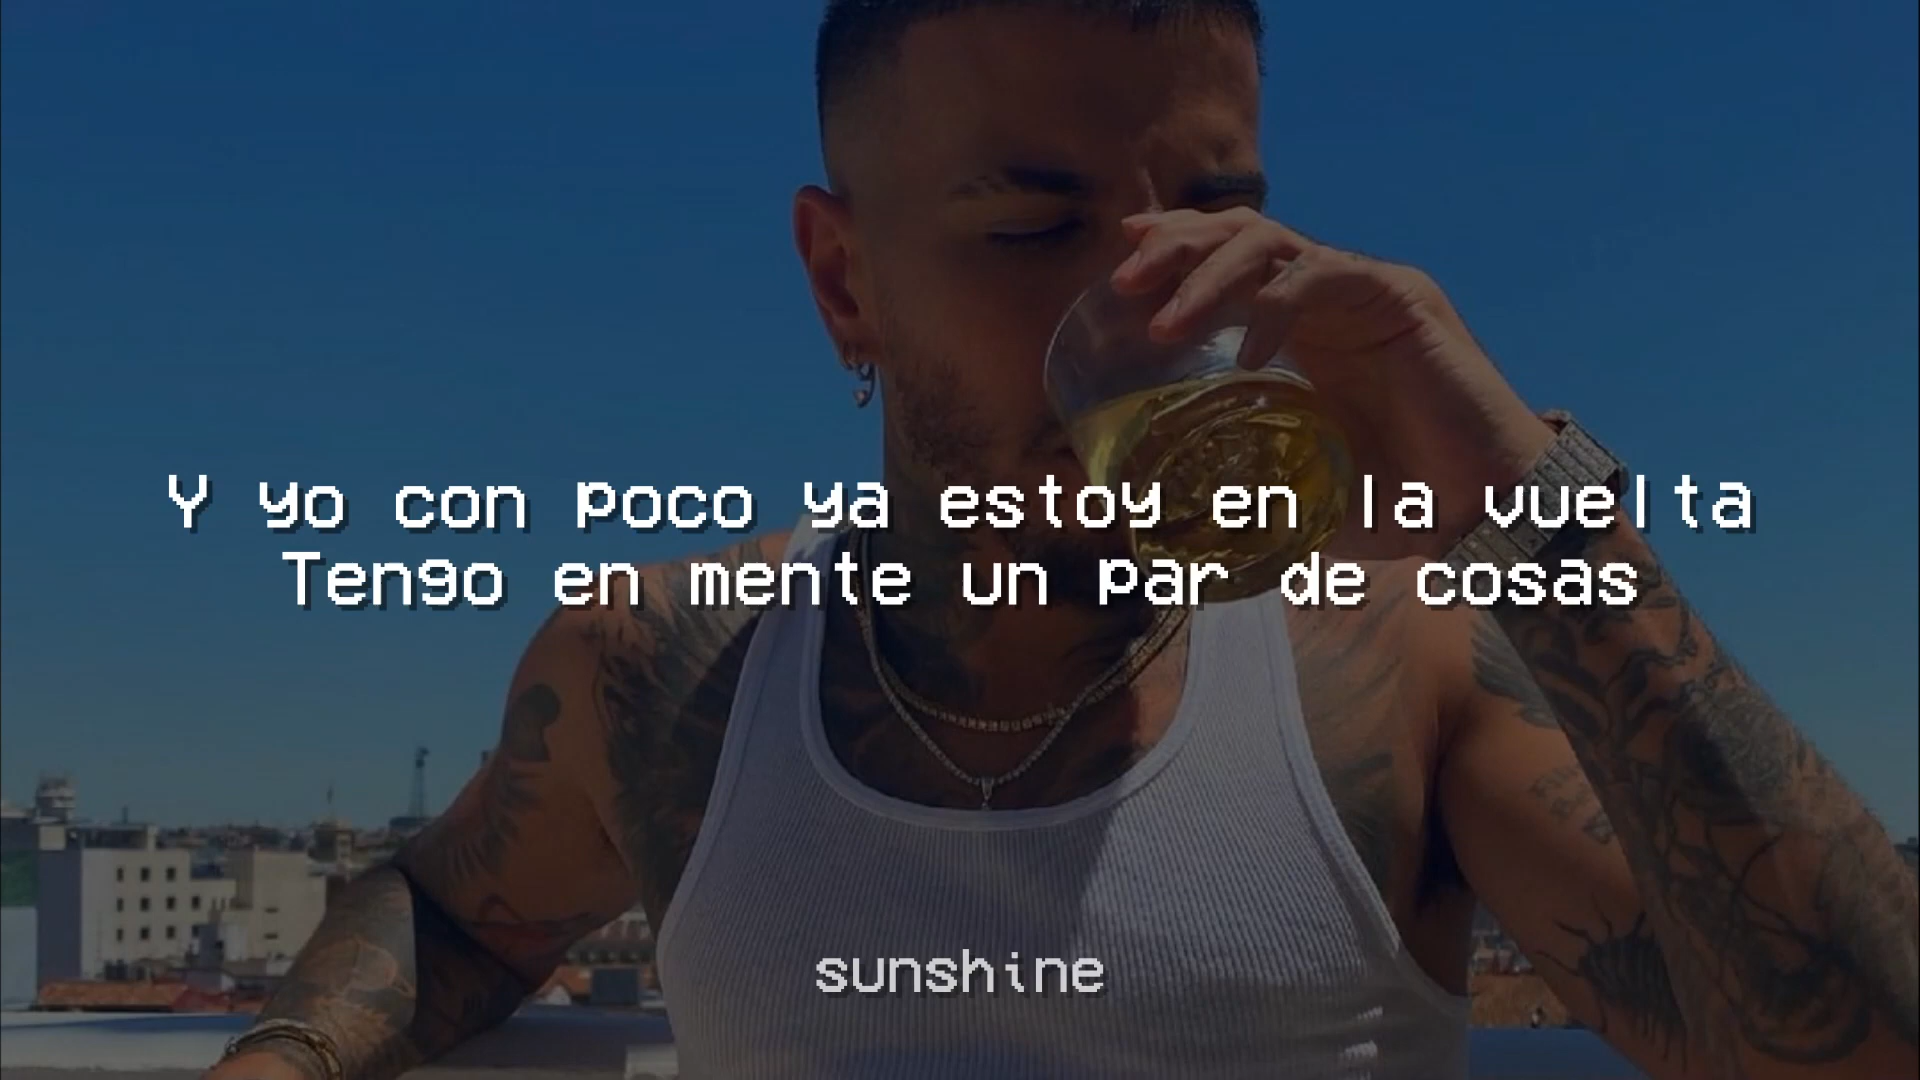 Y yo con poco ya estoy en la vuelta
Tengo en mente un par de cosas
sunshine